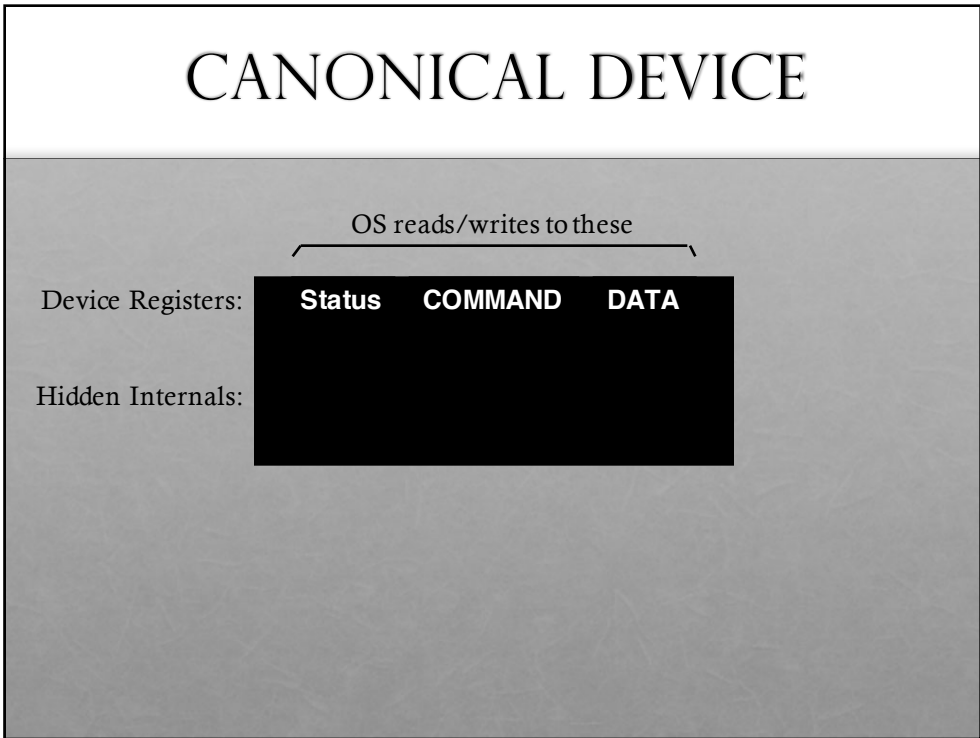 CANONICAL DEVICE
OS reads/writes to these
Device Registers: Status COMMAND DATA
Hidden Internals: